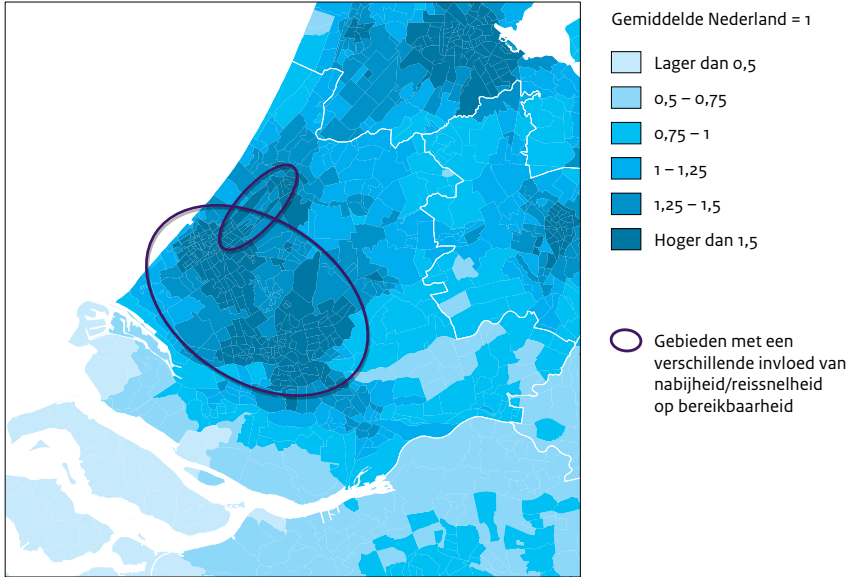 Gemiddelde Nederland = 1
Lager dan 0,5
0,5 – 0,75
0,75 – 1
1 – 1,25
1,25 – 1,5
Hoger dan 1,5
Gebieden met een
verschillende invloed van
nabijheid/reissnelheid
op bereikbaarheid